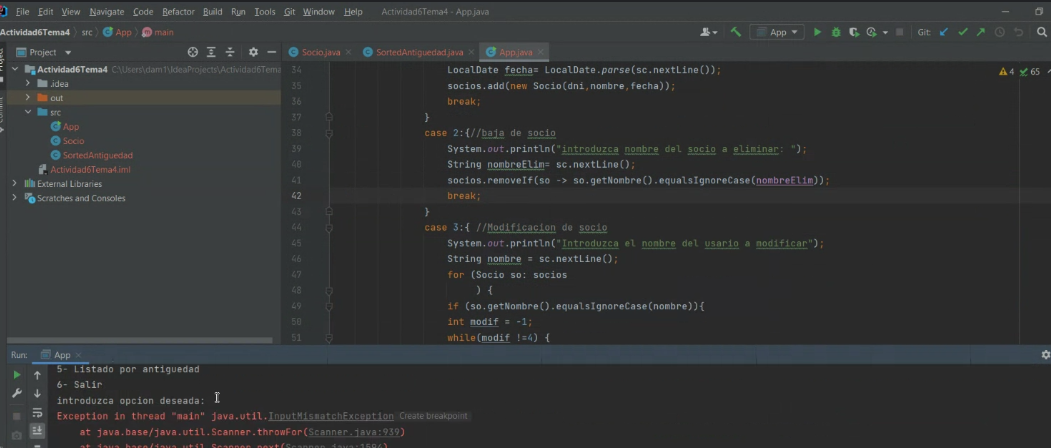 File Edit View Navigate Code Refactor Build Run Tools Git Window Help Actividad6Tema4 - App.java
Actividad6Tema4 src App main App Git:
Project
Socio.java SortedAntiguedad.java App.java
Actividad6Tema4 C:\Users\dam1\IdeaProjects\Actividad6Tema
.idea
out
src
App
Socio
SortedAntiguedad
Actividad6Tema4.iml
External Libraries
Scratches and Consoles
4 65
34 LocalDate fecha= LocalDate.parse(sc.nextLine());
35 socios.add(new Socio(dni,nombre,fecha));
36 break;
37 }
38 case 2:{//baja de socio
39 System.out.println("introduzca nombre del socio a eliminar: ");
40 String nombreElim= sc.nextLine();
41 socios.removeIf(so -> so.getNombre().equalsIgnoreCase(nombreElim));
42 break;
43 }
44 case 3:{ //Modificacion de socio
45 System.out.println("Introduzca el nombre del usario a modificar");
46 String nombre = sc.nextLine();
47 for (Socio so: socios
48 ) {
49 if (so.getNombre().equalsIgnoreCase(nombre)){
50 int modif = -1;
51 while(modif !=4) {
Run: App
5- Listado por antiguedad
6- Salir
introduzca opcion deseada:
Exception in thread "main" java.util.InputMismatchException Create breakpoint
at java.base/java.util.Scanner.throwFor(Scanner.java:939)
at java.base/java.util.Scanner.next(Scanner.java:1594)